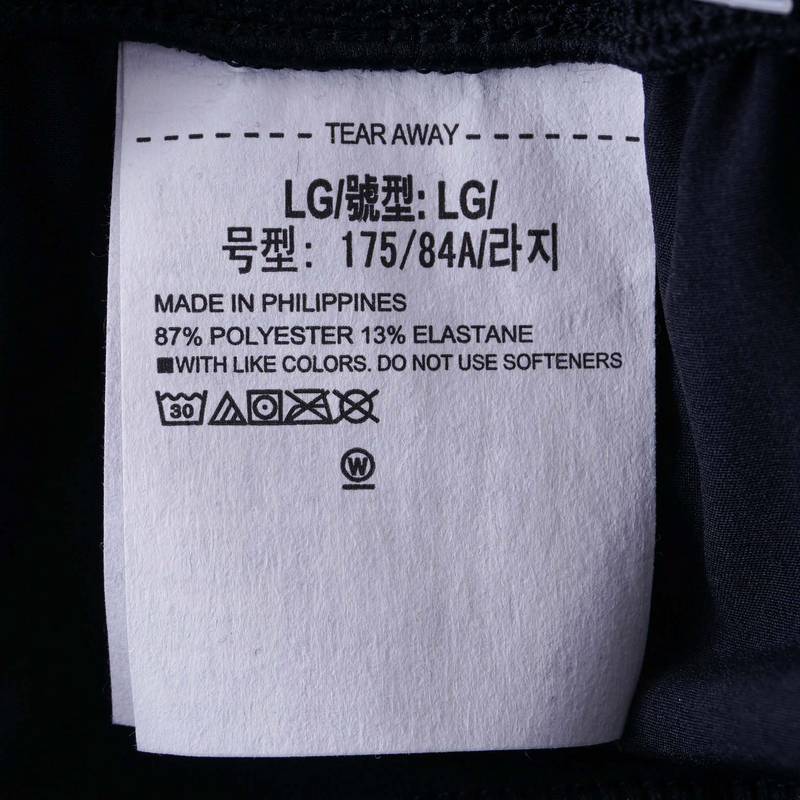 TEAR AWAY
LG/號型: LG/
号型: 175/84A/라지
MADE IN PHILIPPINES
87% POLYESTER 13% ELASTANE
■WITH LIKE COLORS. DO NOT USE SOFTENERS
30
W